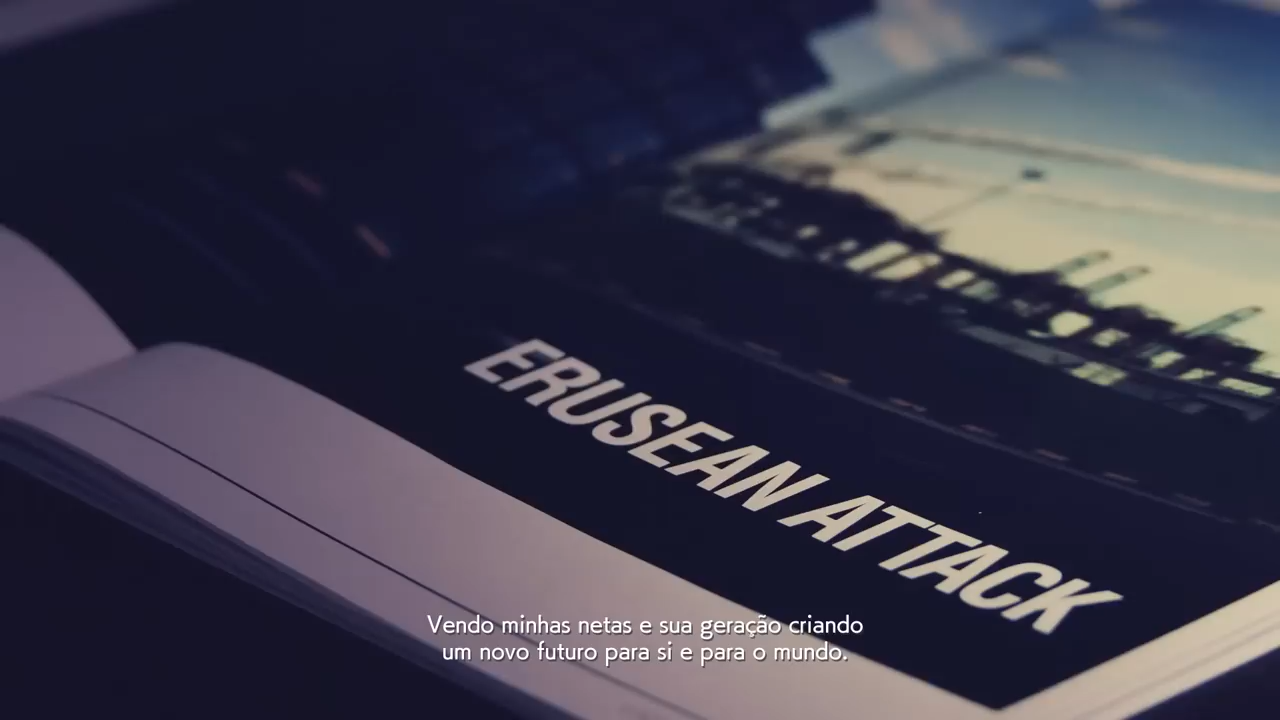 ERUSEAN ATTACK
Vendo minhas netas e sua geração criando
um novo futuro para si e para o mundo.